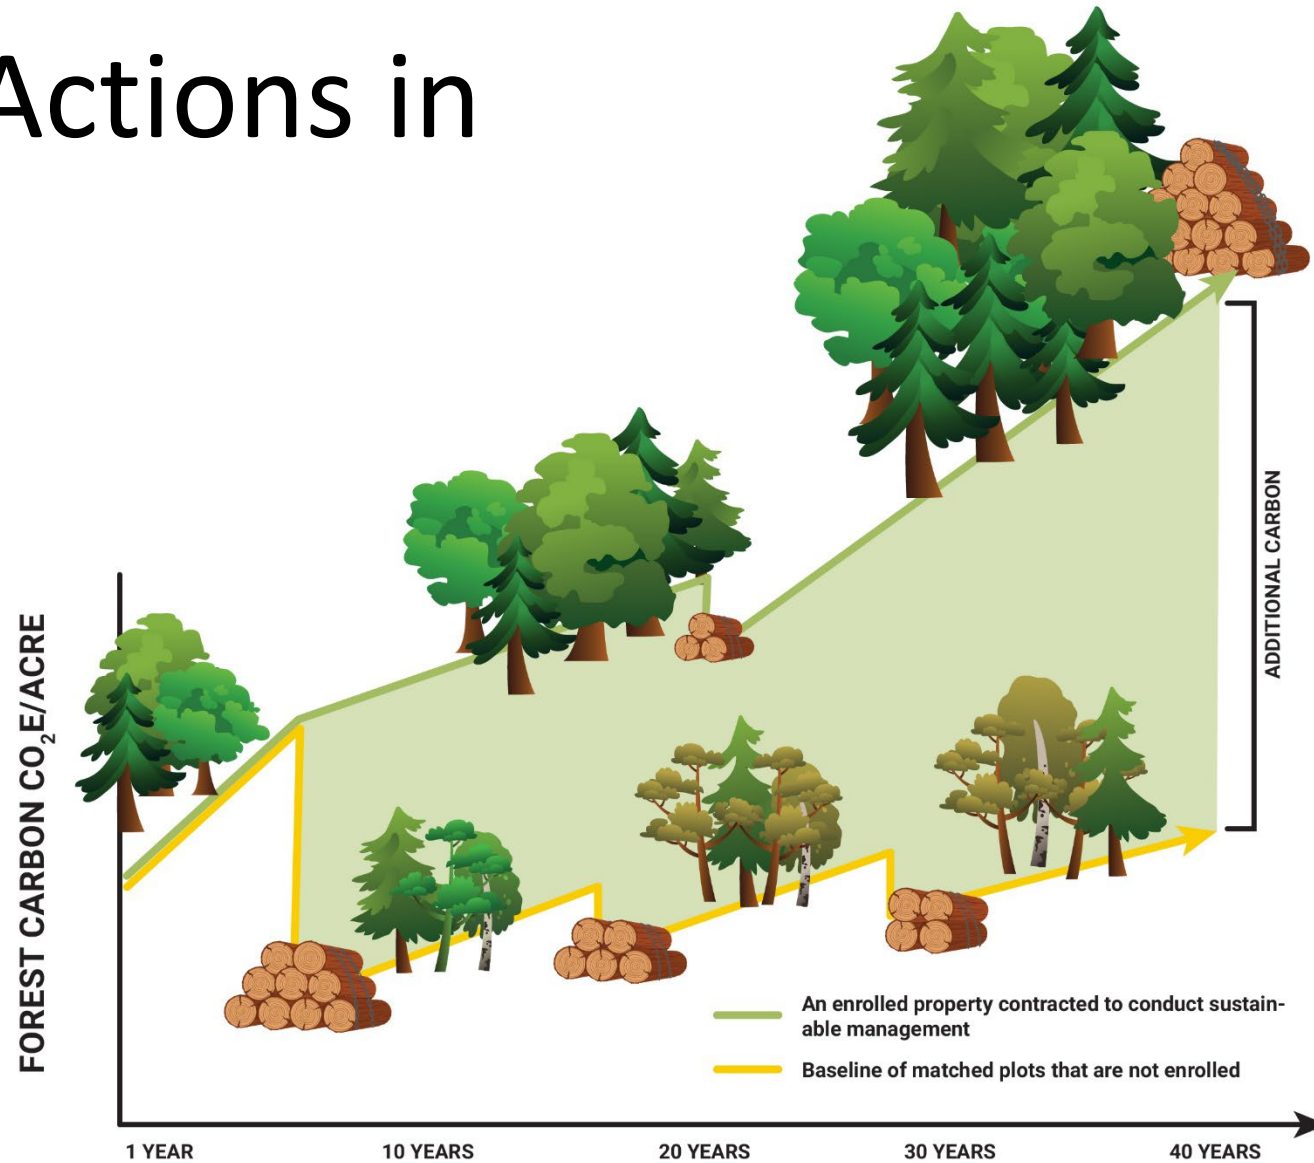 Actions in
FOREST CARBON CO₂E/ACRE
ADDITIONAL CARBON
An enrolled property contracted to conduct sustain-
able management
Baseline of matched plots that are not enrolled
1 YEAR
10 YEARS
20 YEARS
30 YEARS
40 YEARS